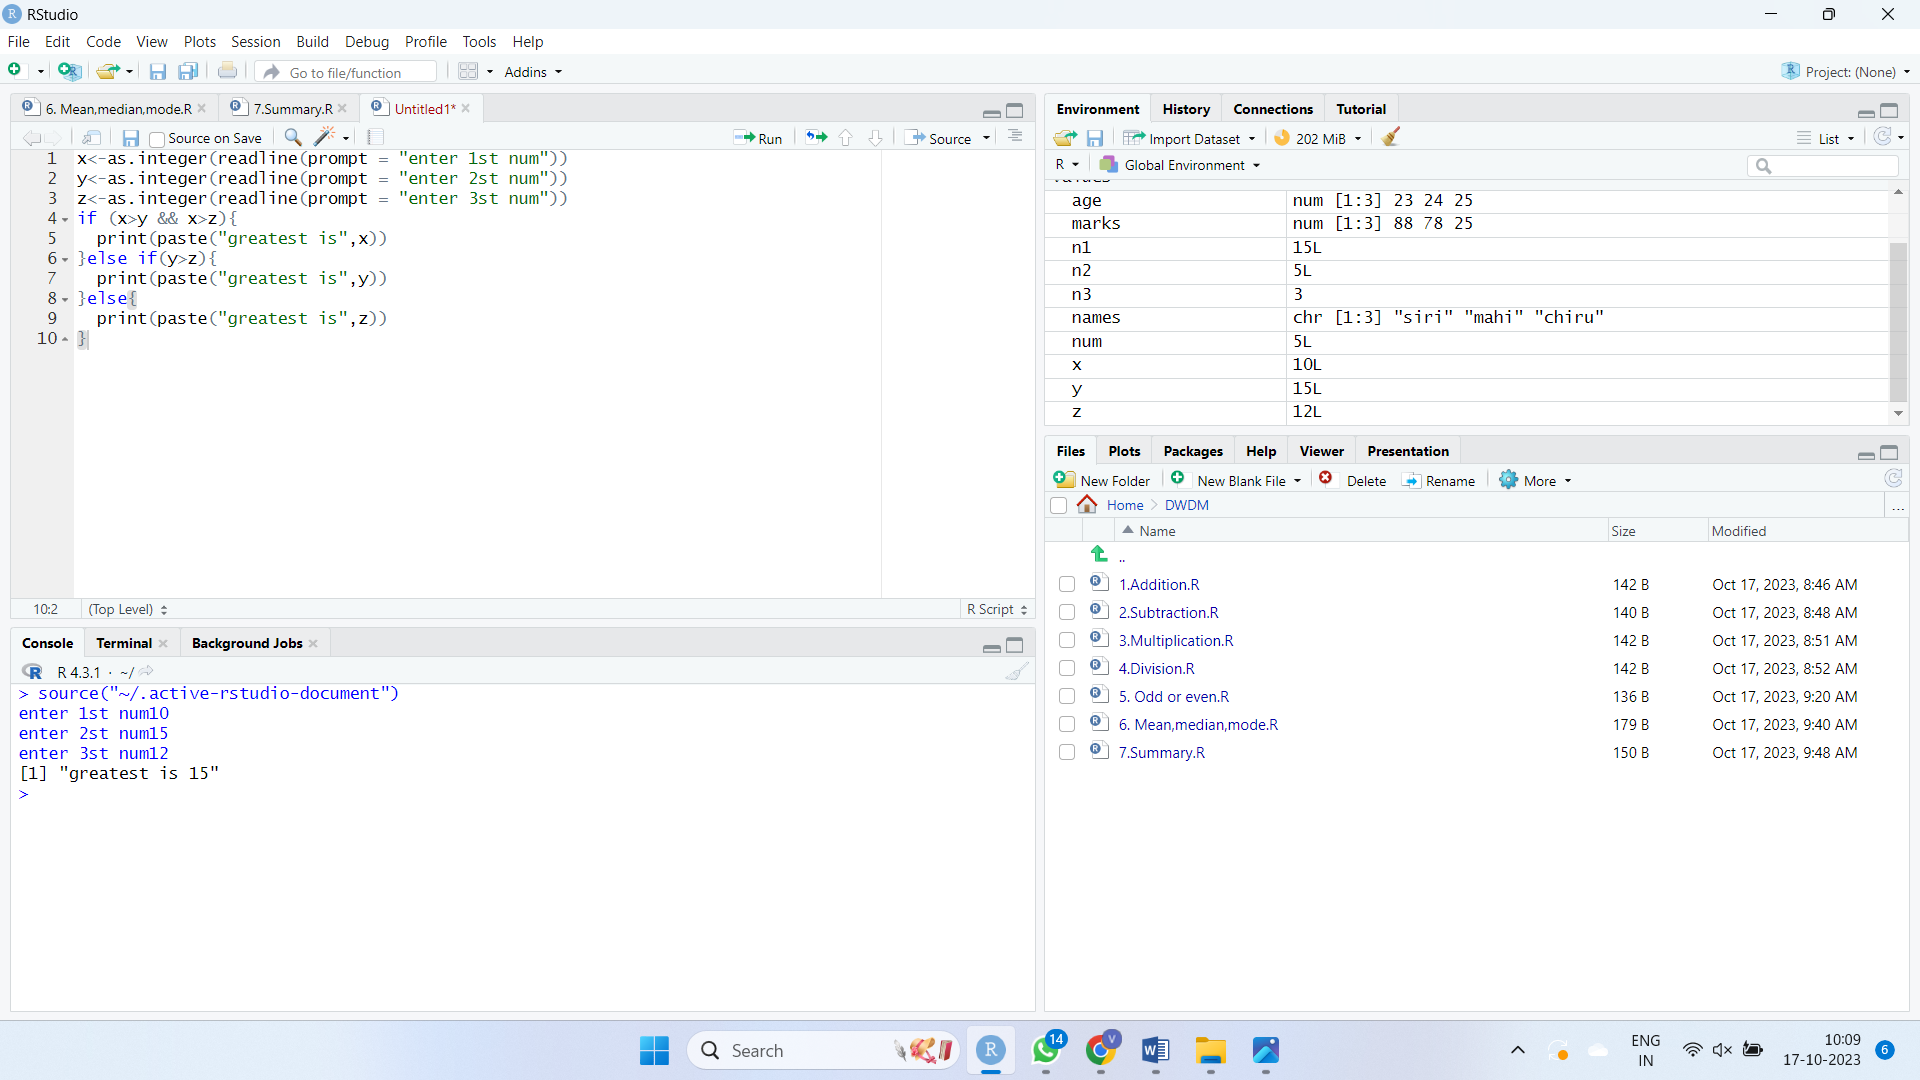 RStudio
File Edit Code View Plots Session Build Debug Profile Tools Help
Go to file/function Addins Project: (None)
6. Mean,median,mode.R 7.Summary.R Untitled1*
Source on Save Run Source
1 x<-as.integer(readline(prompt = "enter 1st num"))
2 y<-as.integer(readline(prompt = "enter 2st num"))
3 z<-as.integer(readline(prompt = "enter 3st num"))
4 if (x>y && x>z){
5 print(paste("greatest is",x))
6 }else if(y>z){
7 print(paste("greatest is",y))
8 }else{
9 print(paste("greatest is",z))
10 }
10:2 (Top Level) R Script
Console Terminal Background Jobs
R 4.3.1 · ~/
> source("~/.active-rstudio-document")
enter 1st num10
enter 2st num15
enter 3st num12
[1] "greatest is 15"
>
Environment History Connections Tutorial
Import Dataset 202 MiB List
R Global Environment
age num [1:3] 23 24 25
marks num [1:3] 88 78 25
n1 15L
n2 5L
n3 3
names chr [1:3] "siri" "mahi" "chiru"
num 5L
x 10L
y 15L
z 12L
Files Plots Packages Help Viewer Presentation
New Folder New Blank File Delete Rename More
Home DWDM ...
Name Size Modified
..
1.Addition.R 142 B Oct 17, 2023, 8:46 AM
2.Subtraction.R 140 B Oct 17, 2023, 8:48 AM
3.Multiplication.R 142 B Oct 17, 2023, 8:51 AM
4.Division.R 142 B Oct 17, 2023, 8:52 AM
5. Odd or even.R 136 B Oct 17, 2023, 9:20 AM
6. Mean,median,mode.R 179 B Oct 17, 2023, 9:40 AM
7.Summary.R 150 B Oct 17, 2023, 9:48 AM
Search 14 V ENG 10:09
IN 17-10-2023 6